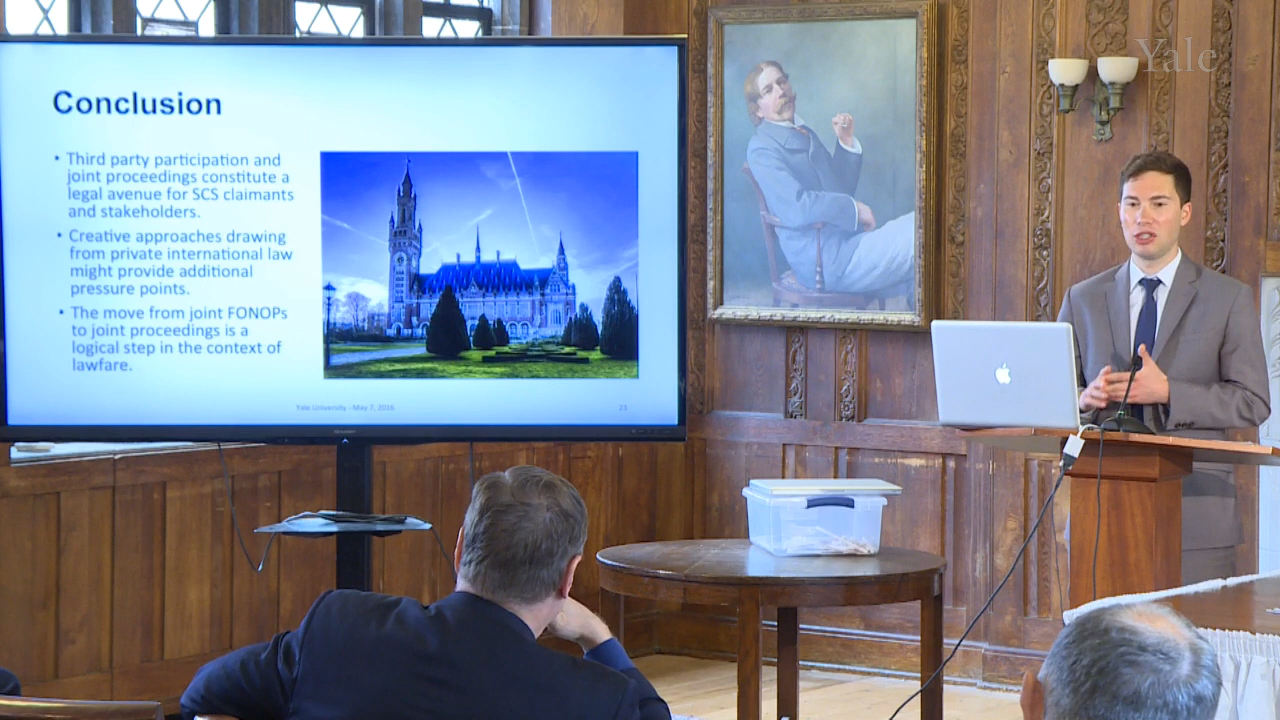 Yale
Conclusion
• Third party participation and
joint proceedings constitute a
legal avenue for SCS claimants
and stakeholders.
• Creative approaches drawing
from private international law
might provide additional
pressure points.
• The move from joint FONOPs
to joint proceedings is a
logical step in the context of
lawfare.
Yale University - May 7, 2016
23
SHARP